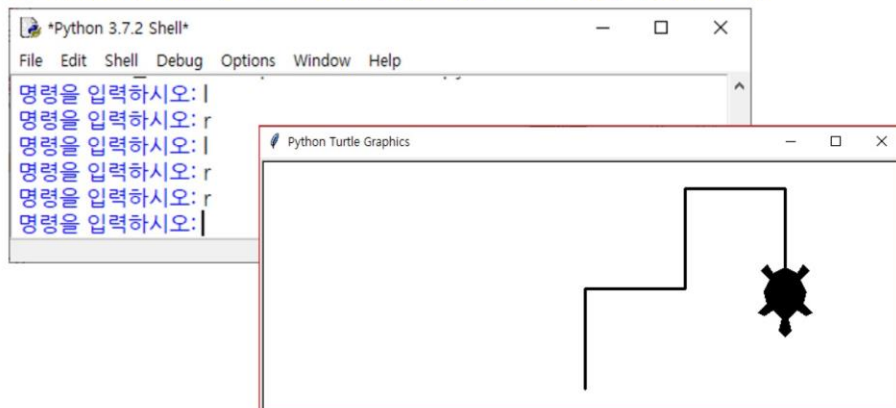 *Python 3.7.2 Shell*
File Edit Shell Debug Options Window Help
명령을 입력하시오: l
명령을 입력하시오: r
명령을 입력하시오: l
명령을 입력하시오: r
명령을 입력하시오: r
명령을 입력하시오:
Python Turtle Graphics